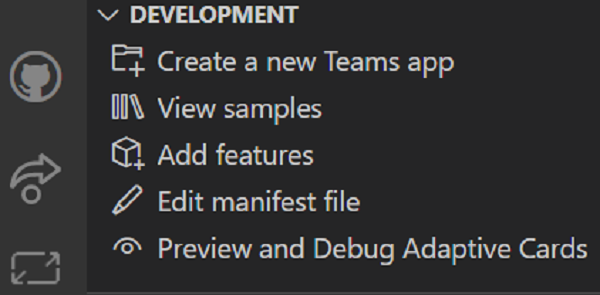 DEVELOPMENT
Create a new Teams app
View samples
Add features
Edit manifest file
Preview and Debug Adaptive Cards